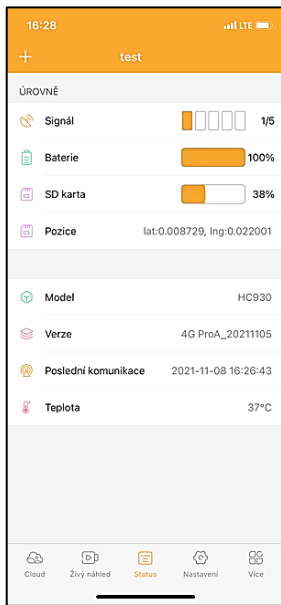 16:28 LTE
+ test
ÚROVNĚ
Signál 1/5
Baterie 100%
SD karta 38%
Pozice lat:0.008729, lng:0.022001
Model HC930
Verze 4G ProA_20211105
Poslední komunikace 2021-11-08 16:26:43
Teplota 37°C
Cloud Živý náhled Status Nastavení Více